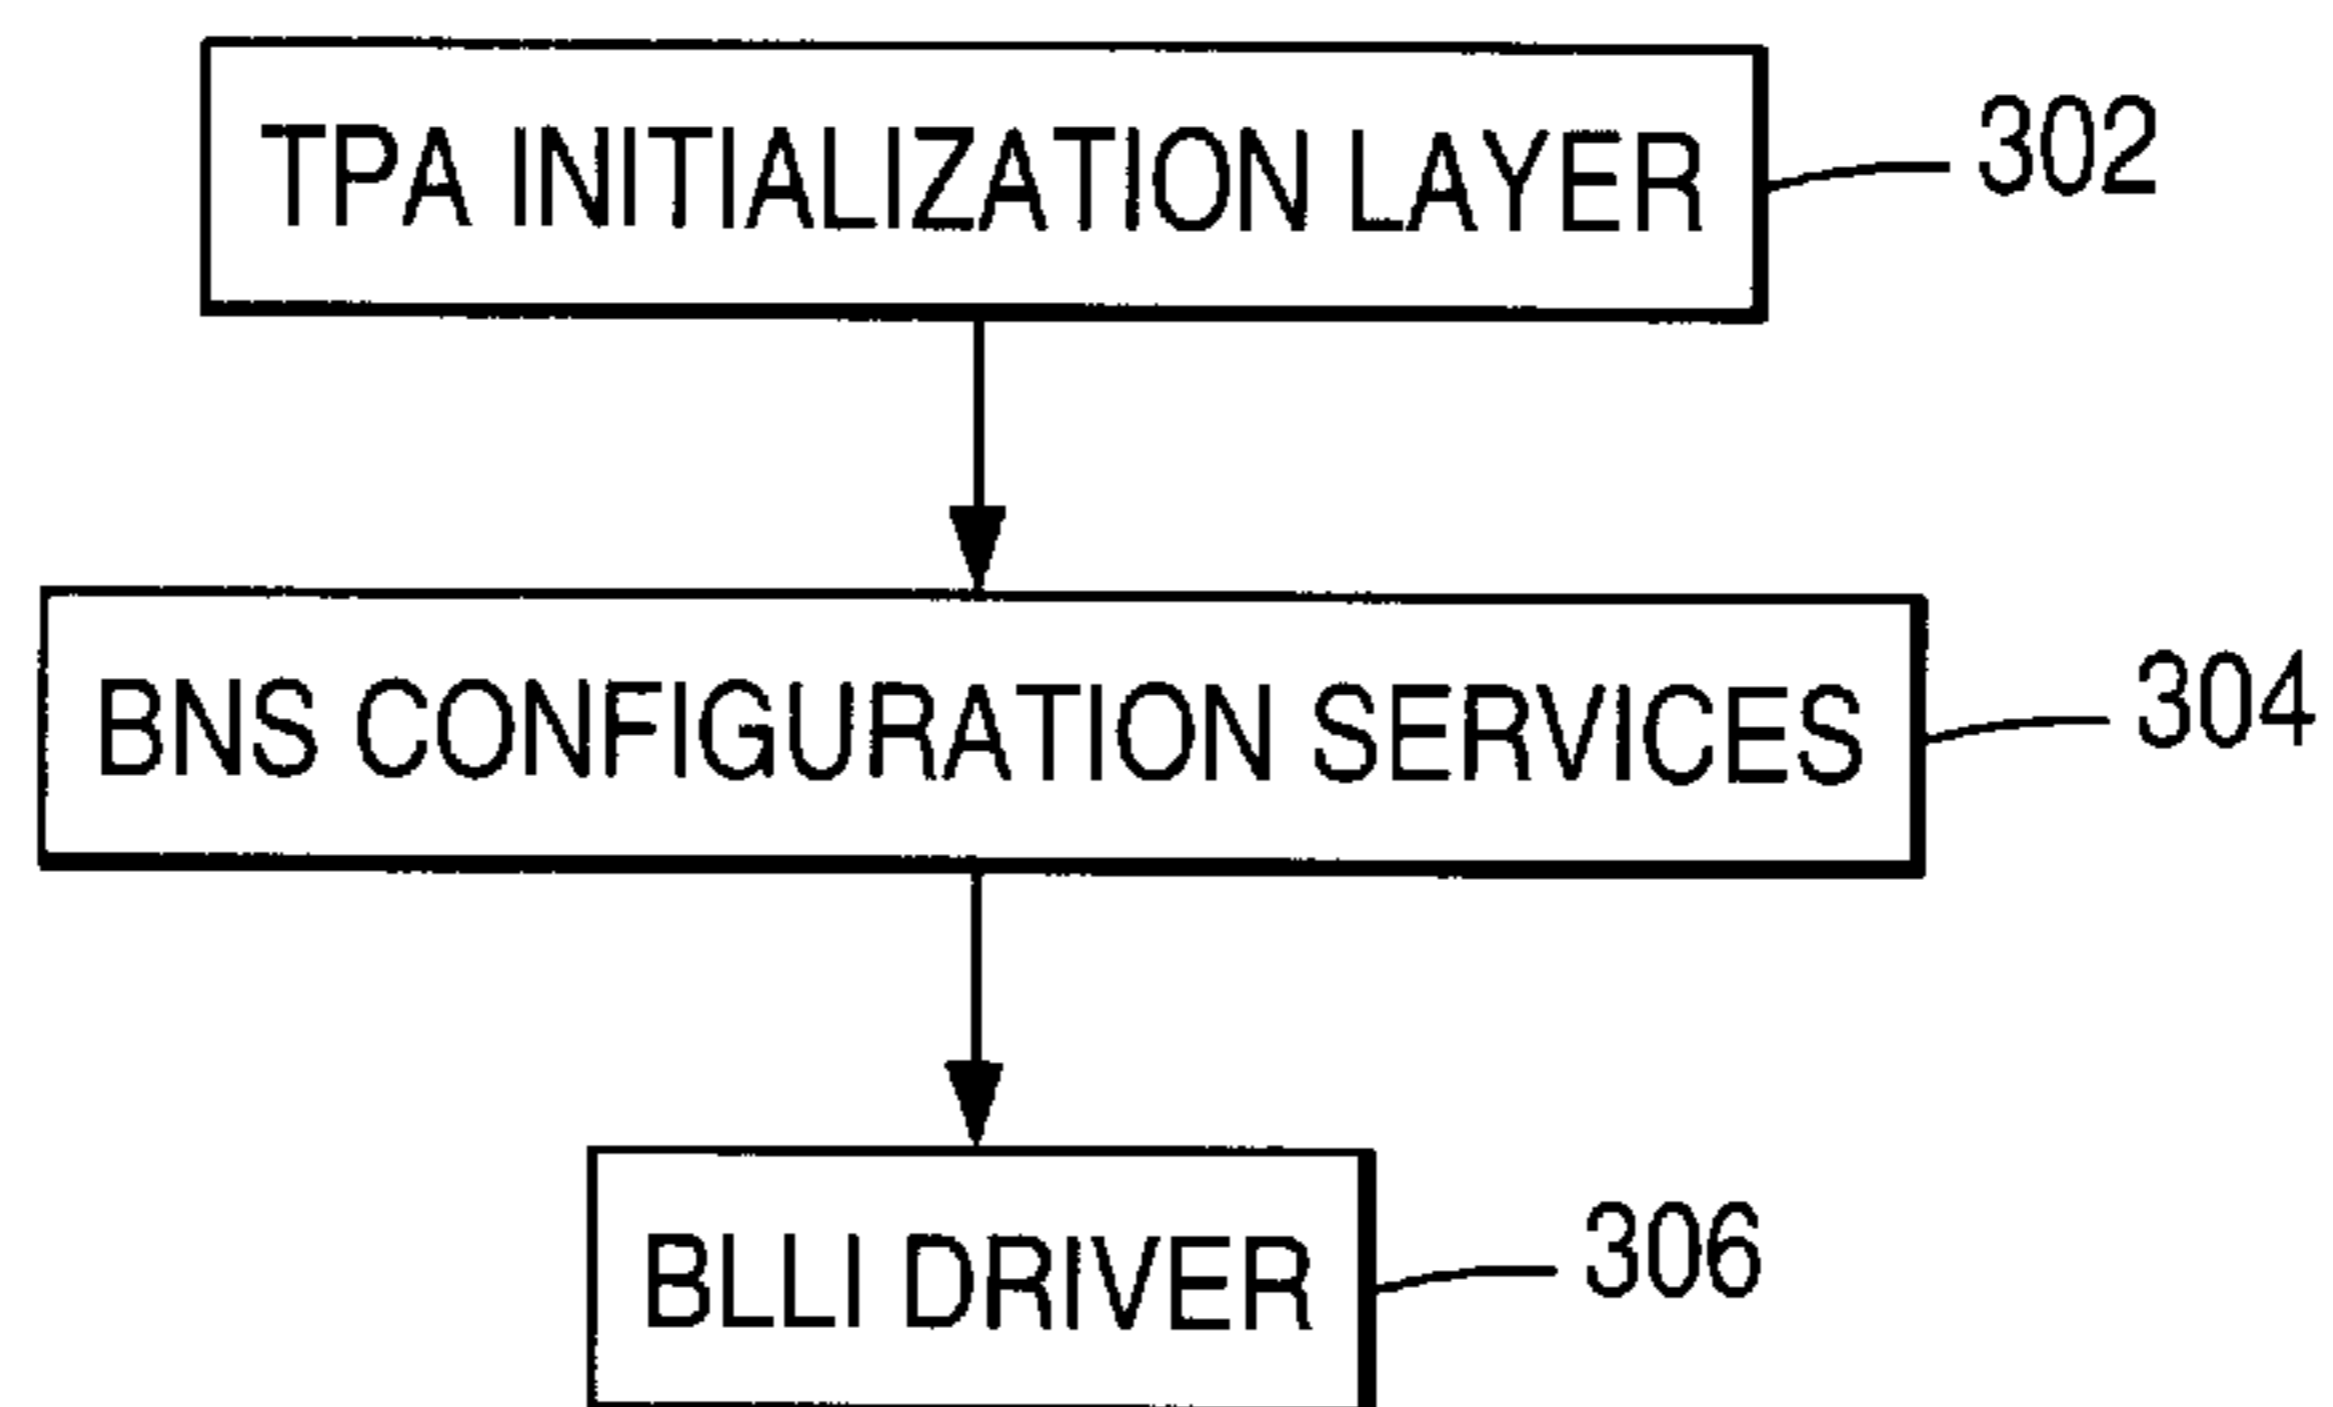 TPA INITIALIZATION LAYER
302
BNS CONFIGURATION SERVICES
304
BLLI DRIVER
306